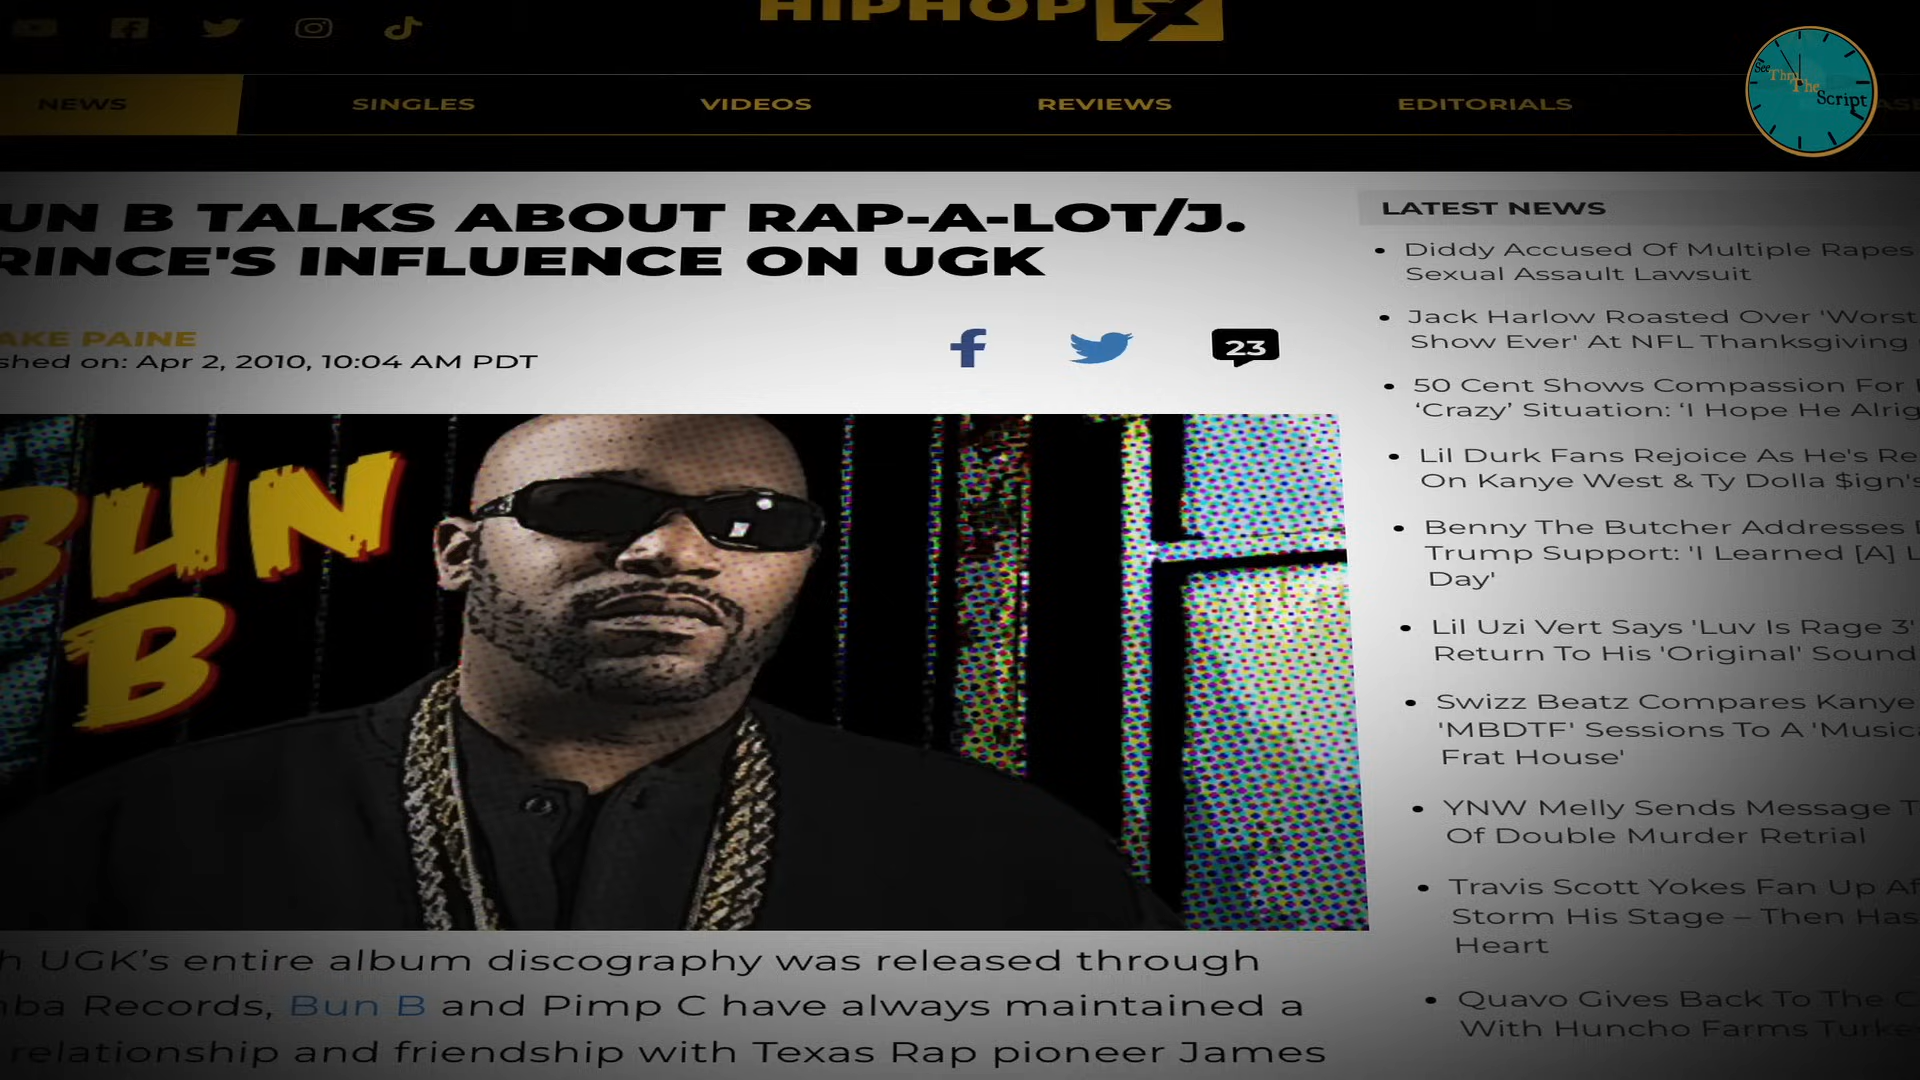 HIPHOP
NEWS
SINGLES
VIDEOS
REVIEWS
EDITORIALS
See Thru The Script
UN B TALKS ABOUT RAP-A-LOT/J.
RINCE'S INFLUENCE ON UGK
AKE PAINE
shed on: Apr 2, 2010, 10:04 AM PDT
23
BUN
B
h UGK's entire album discography was released through
ba Records, Bun B and Pimp C have always maintained a
relationship and friendship with Texas Rap pioneer James
LATEST NEWS
Diddy Accused Of Multiple Rapes
Sexual Assault Lawsuit
Jack Harlow Roasted Over 'Worst
Show Ever' At NFL Thanksgiving
50 Cent Shows Compassion For
'Crazy' Situation: 'I Hope He Alrig
Lil Durk Fans Rejoice As He's Re
On Kanye West & Ty Dolla $ign's
Benny The Butcher Addresses
Trump Support: 'I Learned [A] L
Day'
Lil Uzi Vert Says 'Luv Is Rage 3'
Return To His 'Original' Sound
Swizz Beatz Compares Kanye
'MBDTF' Sessions To A 'Music
Frat House'
YNW Melly Sends Message T
Of Double Murder Retrial
Travis Scott Yokes Fan Up Af
Storm His Stage – Then Has
Heart
Quavo Gives Back To The C
With Huncho Farms Turke